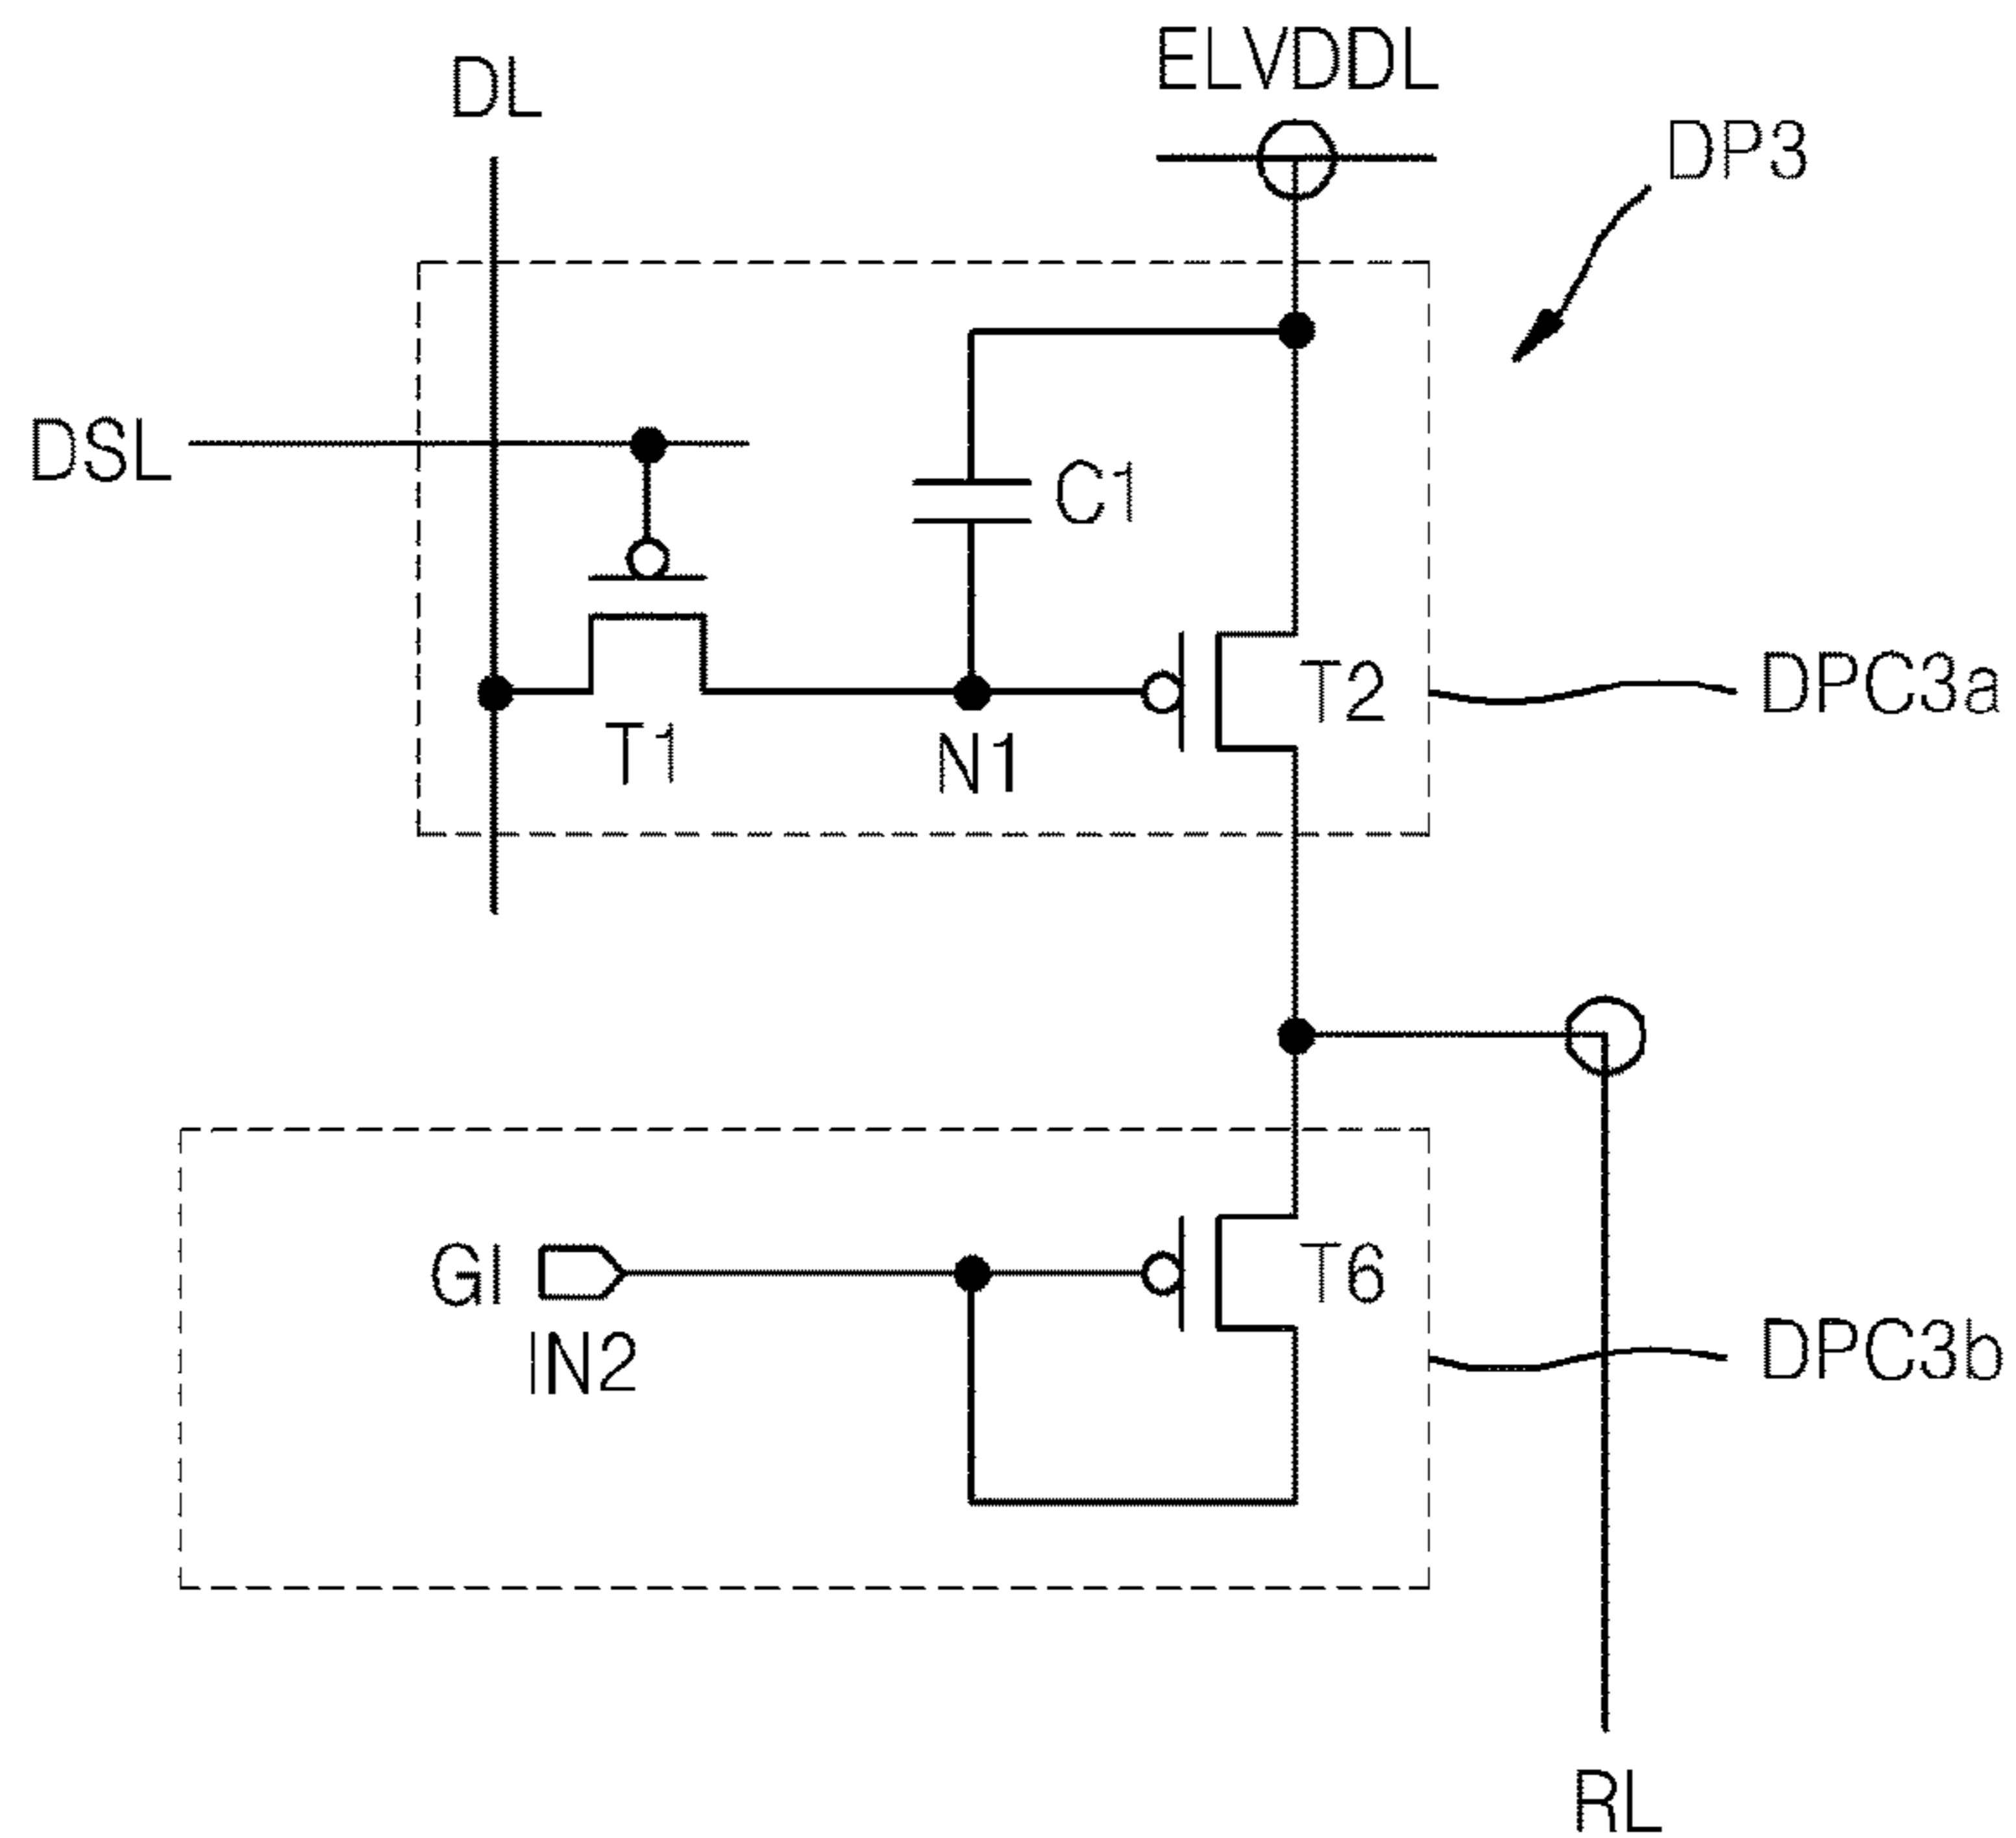 ELVDDL
DL
DP3
DSL
C1
T2
DPC3a
T1
N1
GI
T6
IN2
DPC3b
RL